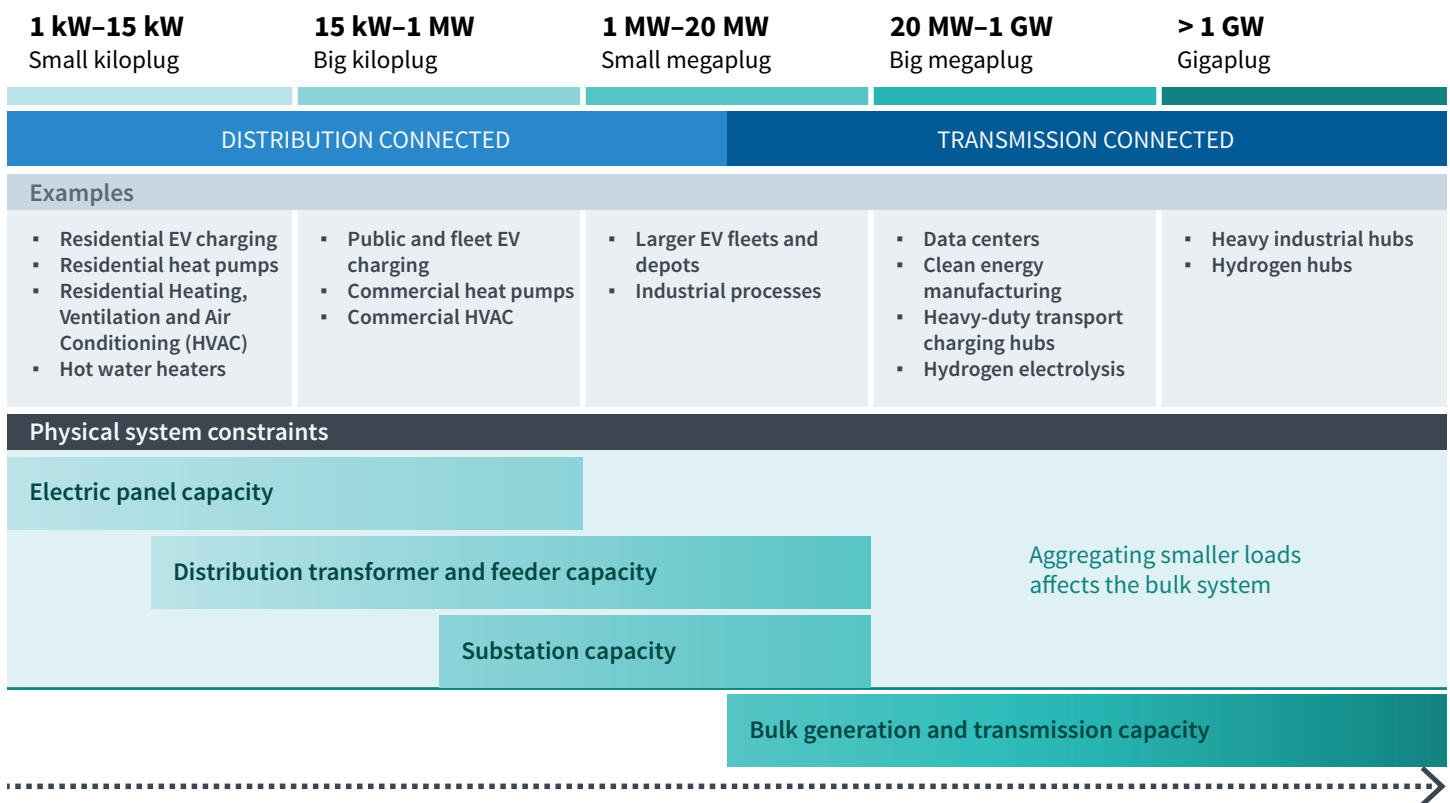 1 kW–15 kW
Small kiloplug
15 kW–1 MW
Big kiloplug
1 MW–20 MW
Small megaplug
20 MW–1 GW
Big megaplug
> 1 GW
Gigaplug
DISTRIBUTION CONNECTED
TRANSMISSION CONNECTED
Examples
▪ Residential EV charging
▪ Residential heat pumps
▪ Residential Heating,
Ventilation and Air
Conditioning (HVAC)
▪ Hot water heaters
▪ Public and fleet EV
charging
▪ Commercial heat pumps
▪ Commercial HVAC
▪ Larger EV fleets and
depots
▪ Industrial processes
▪ Data centers
▪ Clean energy
manufacturing
▪ Heavy-duty transport
charging hubs
▪ Hydrogen electrolysis
▪ Heavy industrial hubs
▪ Hydrogen hubs
Physical system constraints
Electric panel capacity
Distribution transformer and feeder capacity
Aggregating smaller loads
affects the bulk system
Substation capacity
Bulk generation and transmission capacity